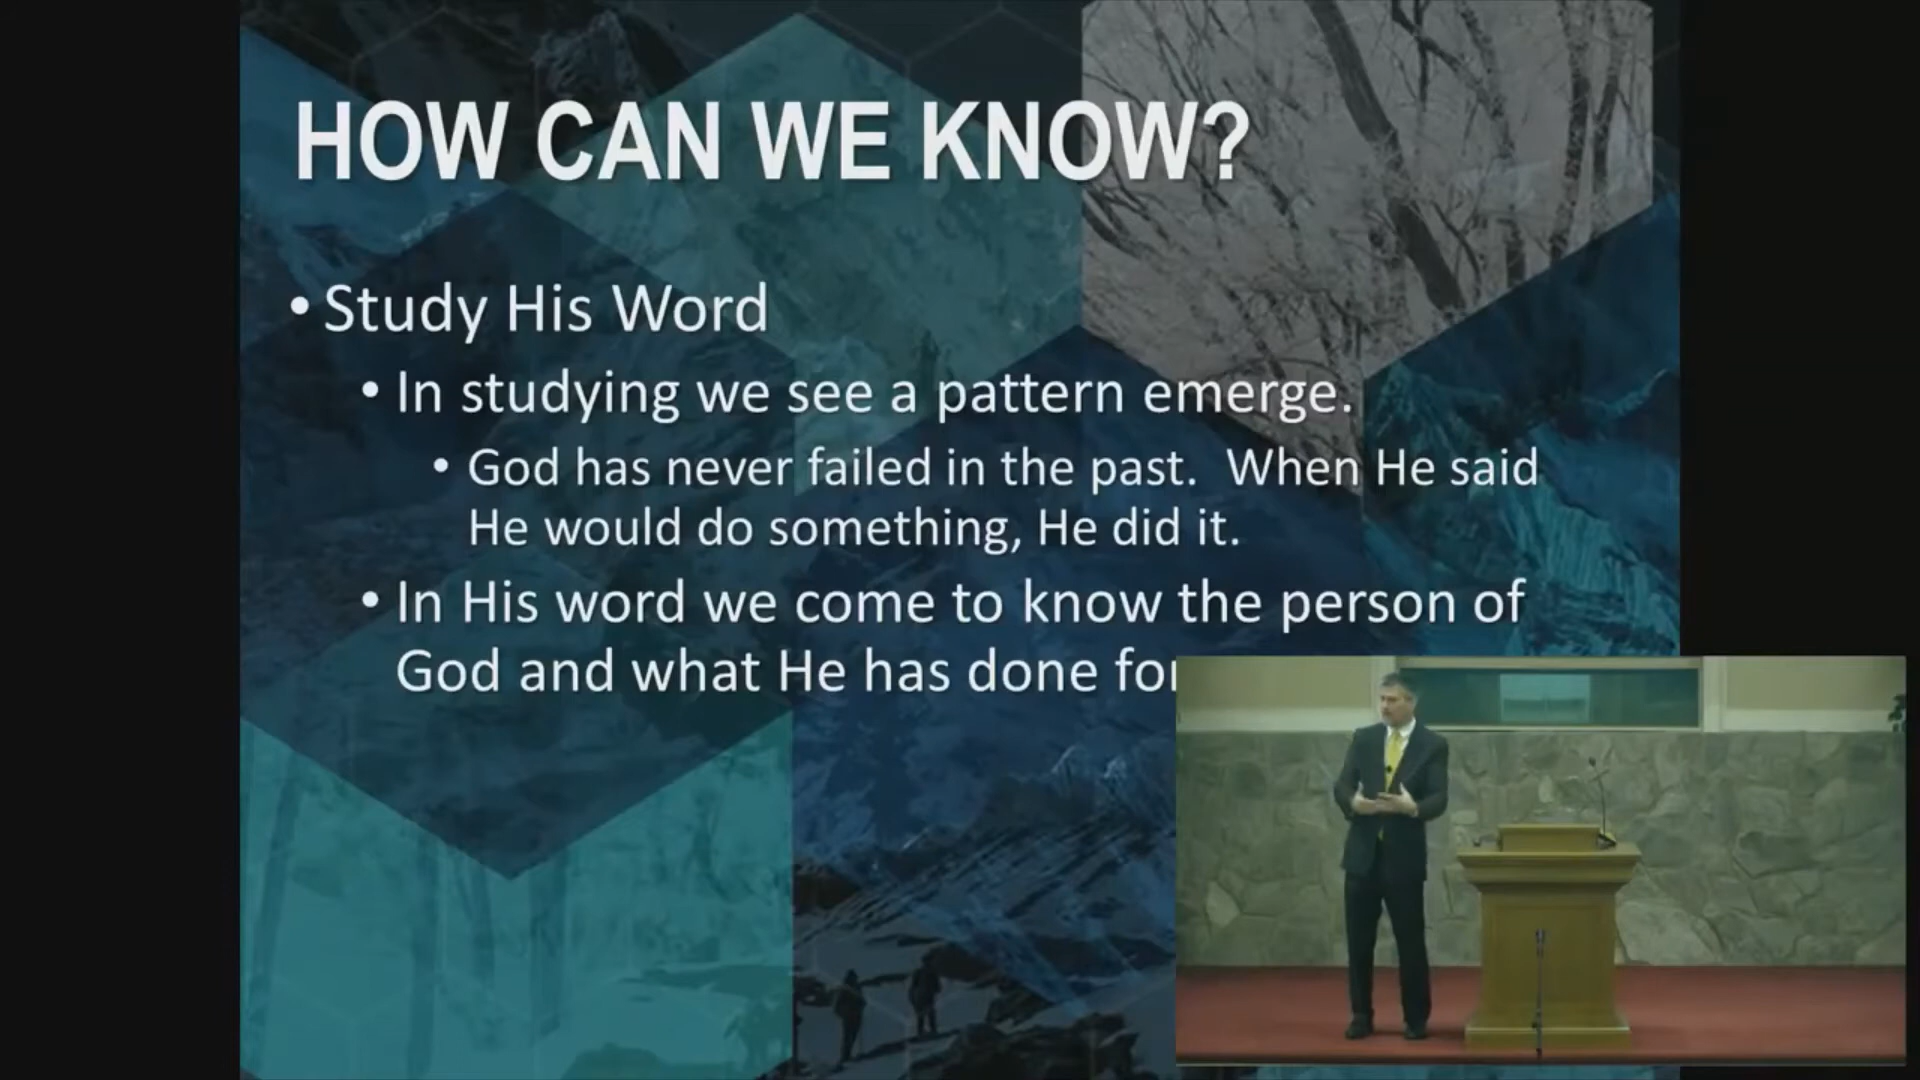 HOW CAN WE KNOW?
• Study His Word
• In studying we see a pattern emerge.
• God has never failed in the past.  When He said
He would do something, He did it.
• In His word we come to know the person of
God and what He has done for